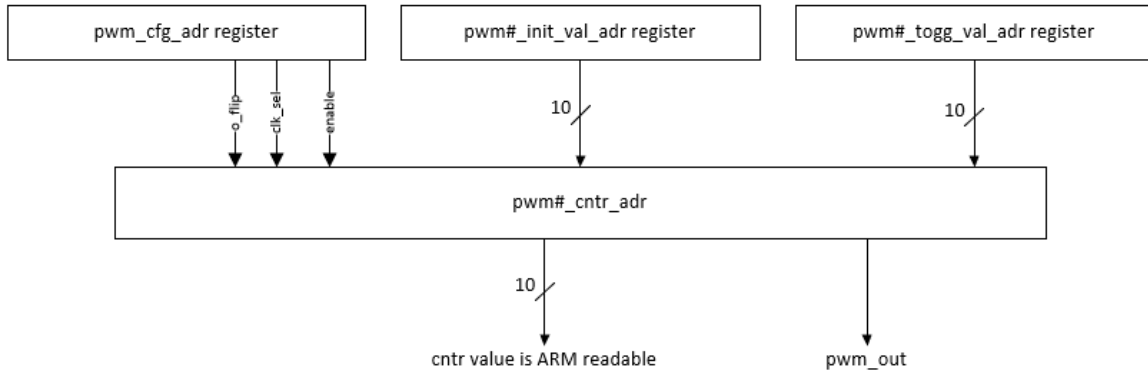 pwm_cfg_adr register
pwm#_init_val_adr register
pwm#_togg_val_adr register
o_flip
clk_sel
enable
10
10
pwm#_cntr_adr
10
cntr value is ARM readable
pwm_out